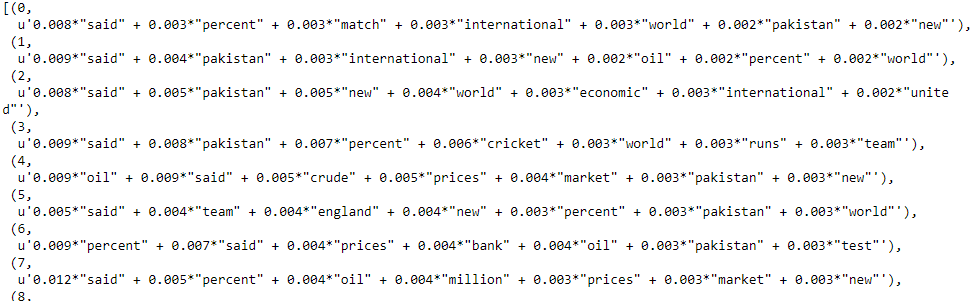 [(0,
u'0.008*"said" + 0.003*"percent" + 0.003*"match" + 0.003*"international" + 0.003*"world" + 0.002*"pakistan" + 0.002*"new"'),
(1,
u'0.009*"said" + 0.004*"pakistan" + 0.003*"international" + 0.003*"new" + 0.002*"oil" + 0.002*"percent" + 0.002*"world"'),
(2,
u'0.008*"said" + 0.005*"pakistan" + 0.005*"new" + 0.004*"world" + 0.003*"economic" + 0.003*"international" + 0.002*"unite
d"'),
(3,
u'0.009*"said" + 0.008*"pakistan" + 0.007*"percent" + 0.006*"cricket" + 0.003*"world" + 0.003*"runs" + 0.003*"team"'),
(4,
u'0.009*"oil" + 0.009*"said" + 0.005*"crude" + 0.005*"prices" + 0.004*"market" + 0.003*"pakistan" + 0.003*"new"'),
(5,
u'0.005*"said" + 0.004*"team" + 0.004*"england" + 0.004*"new" + 0.003*"percent" + 0.003*"pakistan" + 0.003*"world"'),
(6,
u'0.009*"percent" + 0.007*"said" + 0.004*"prices" + 0.004*"bank" + 0.004*"oil" + 0.003*"pakistan" + 0.003*"test"'),
(7,
u'0.012*"said" + 0.005*"percent" + 0.004*"oil" + 0.004*"million" + 0.003*"prices" + 0.003*"market" + 0.003*"new"'),
(8,